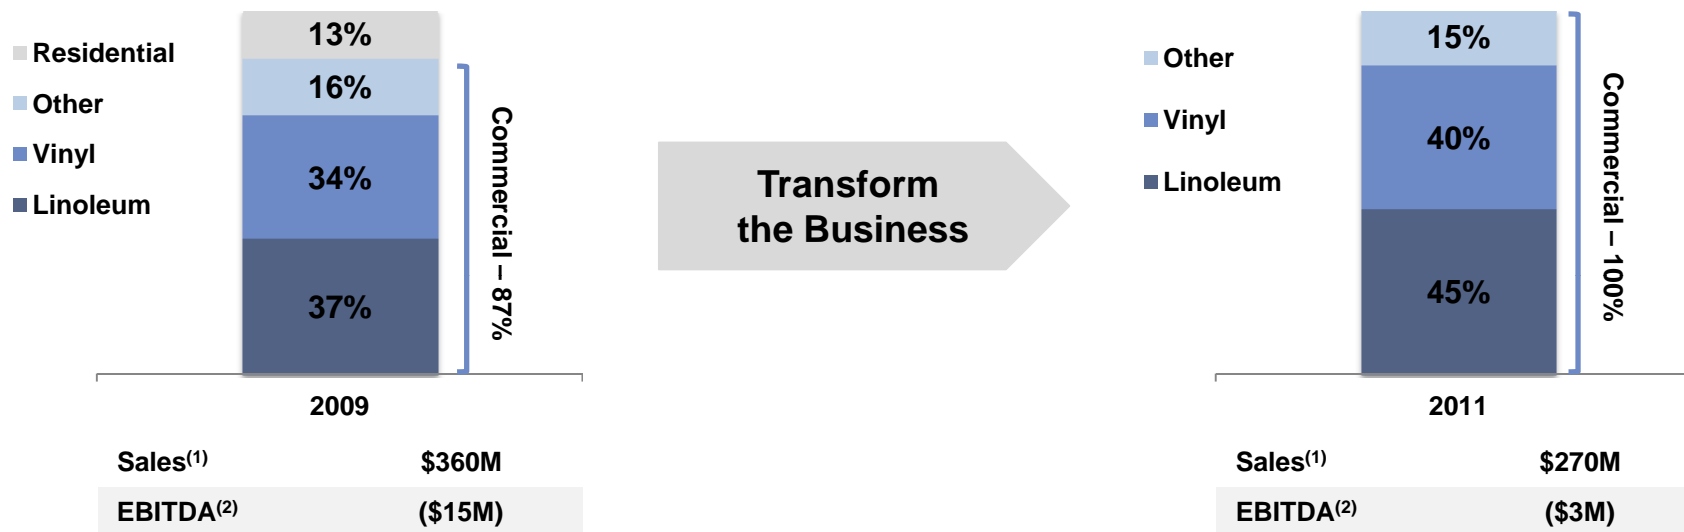 Residential
Other
Vinyl
Linoleum
13%
16%
34%
37%
Commercial – 87%
2009
Sales(1) $360M
EBITDA(2) ($15M)
Transform
the Business
Other
Vinyl
Linoleum
15%
40%
45%
Commercial – 100%
2011
Sales(1) $270M
EBITDA(2) ($3M)